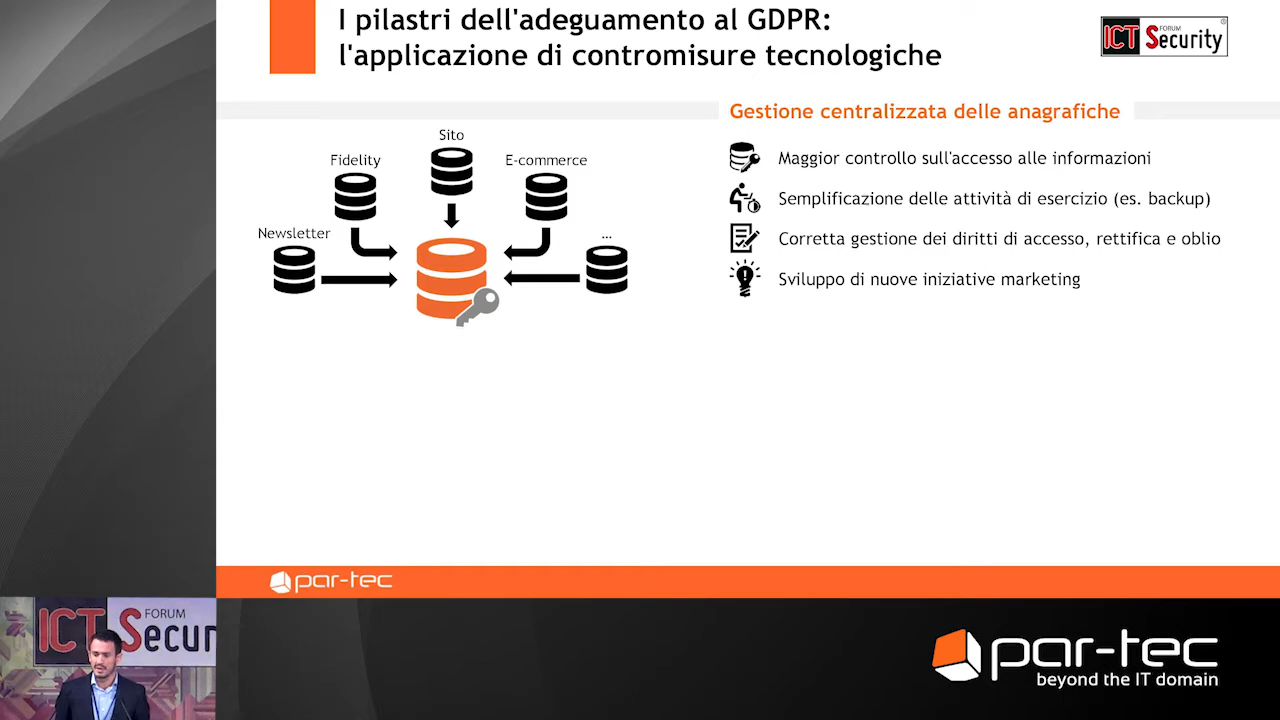 I pilastri dell'adeguamento al GDPR:
l'applicazione di contromisure tecnologiche
ICT FORUM Security ®
Gestione centralizzata delle anagrafiche
Sito
Fidelity
E-commerce
Newsletter
...
Maggior controllo sull'accesso alle informazioni
Semplificazione delle attività di esercizio (es. backup)
Corretta gestione dei diritti di accesso, rettifica e oblio
Sviluppo di nuove iniziative marketing
par-tec
ICT FORUM Secur
par-tec
beyond the IT domain